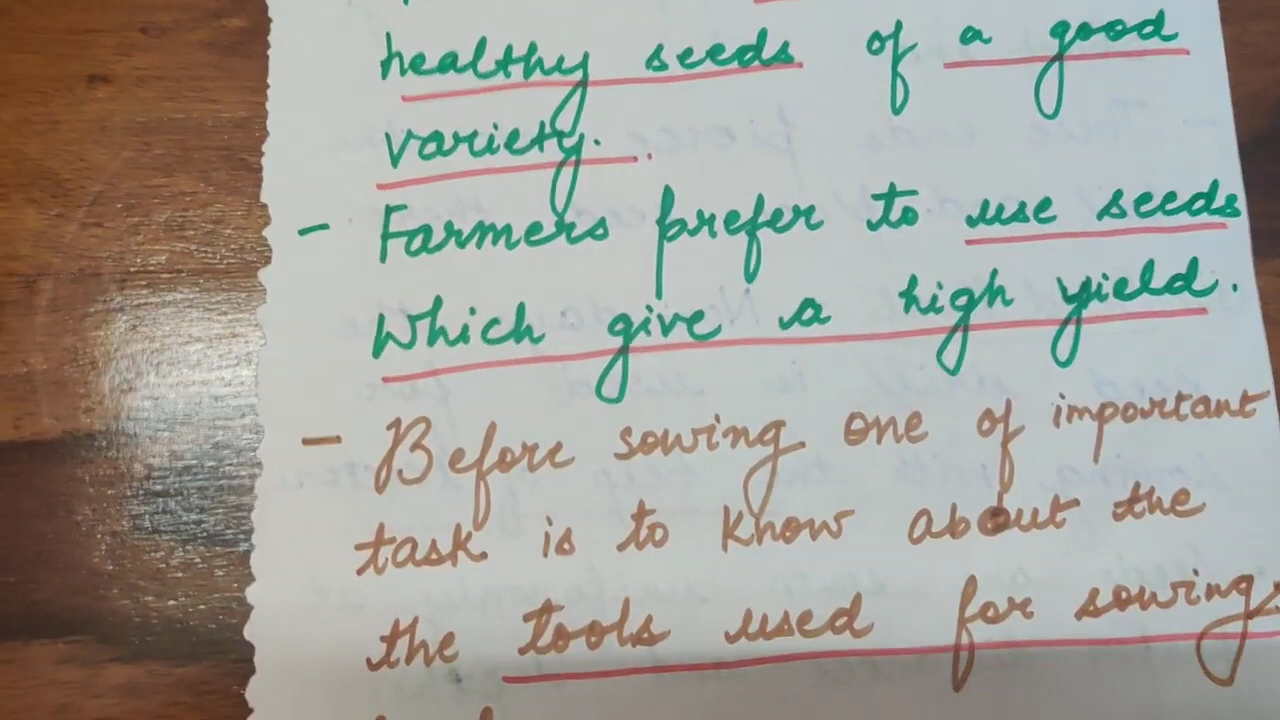 healthy seeds of a good
variety.
- Farmers prefer to use seeds
which give a high yield.
- Before sowing one of important
task is to know about the
the tools used for sowing